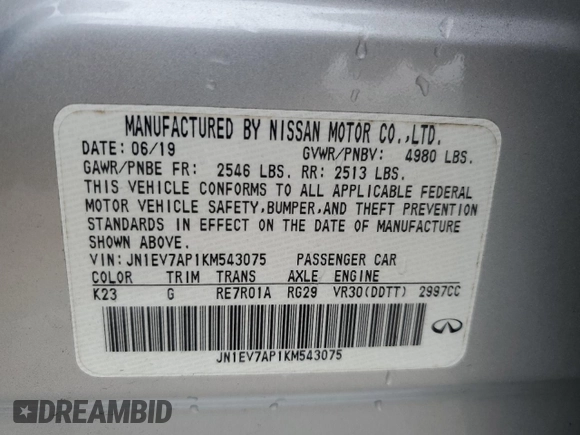 MANUFACTURED BY NISSAN MOTOR CO.,LTD.
DATE: 06/19 GVWR/PNBV: 4980 LBS.
GAWR/PNBE FR: 2546 LBS. RR: 2513 LBS.
THIS VEHICLE CONFORMS TO ALL APPLICABLE FEDERAL
MOTOR VEHICLE SAFETY,BUMPER,AND THEFT PREVENTION
STANDARDS IN EFFECT ON THE DATE OF MANUFACTURE
SHOWN ABOVE.
VIN: JN1EV7AP1KM543075 PASSENGER CAR
COLOR TRIM TRANS AXLE ENGINE
K23 G RE7R01A RG29 VR30(DDTT) 2997CC
JN1EV7AP1KM543075
DREAMBID